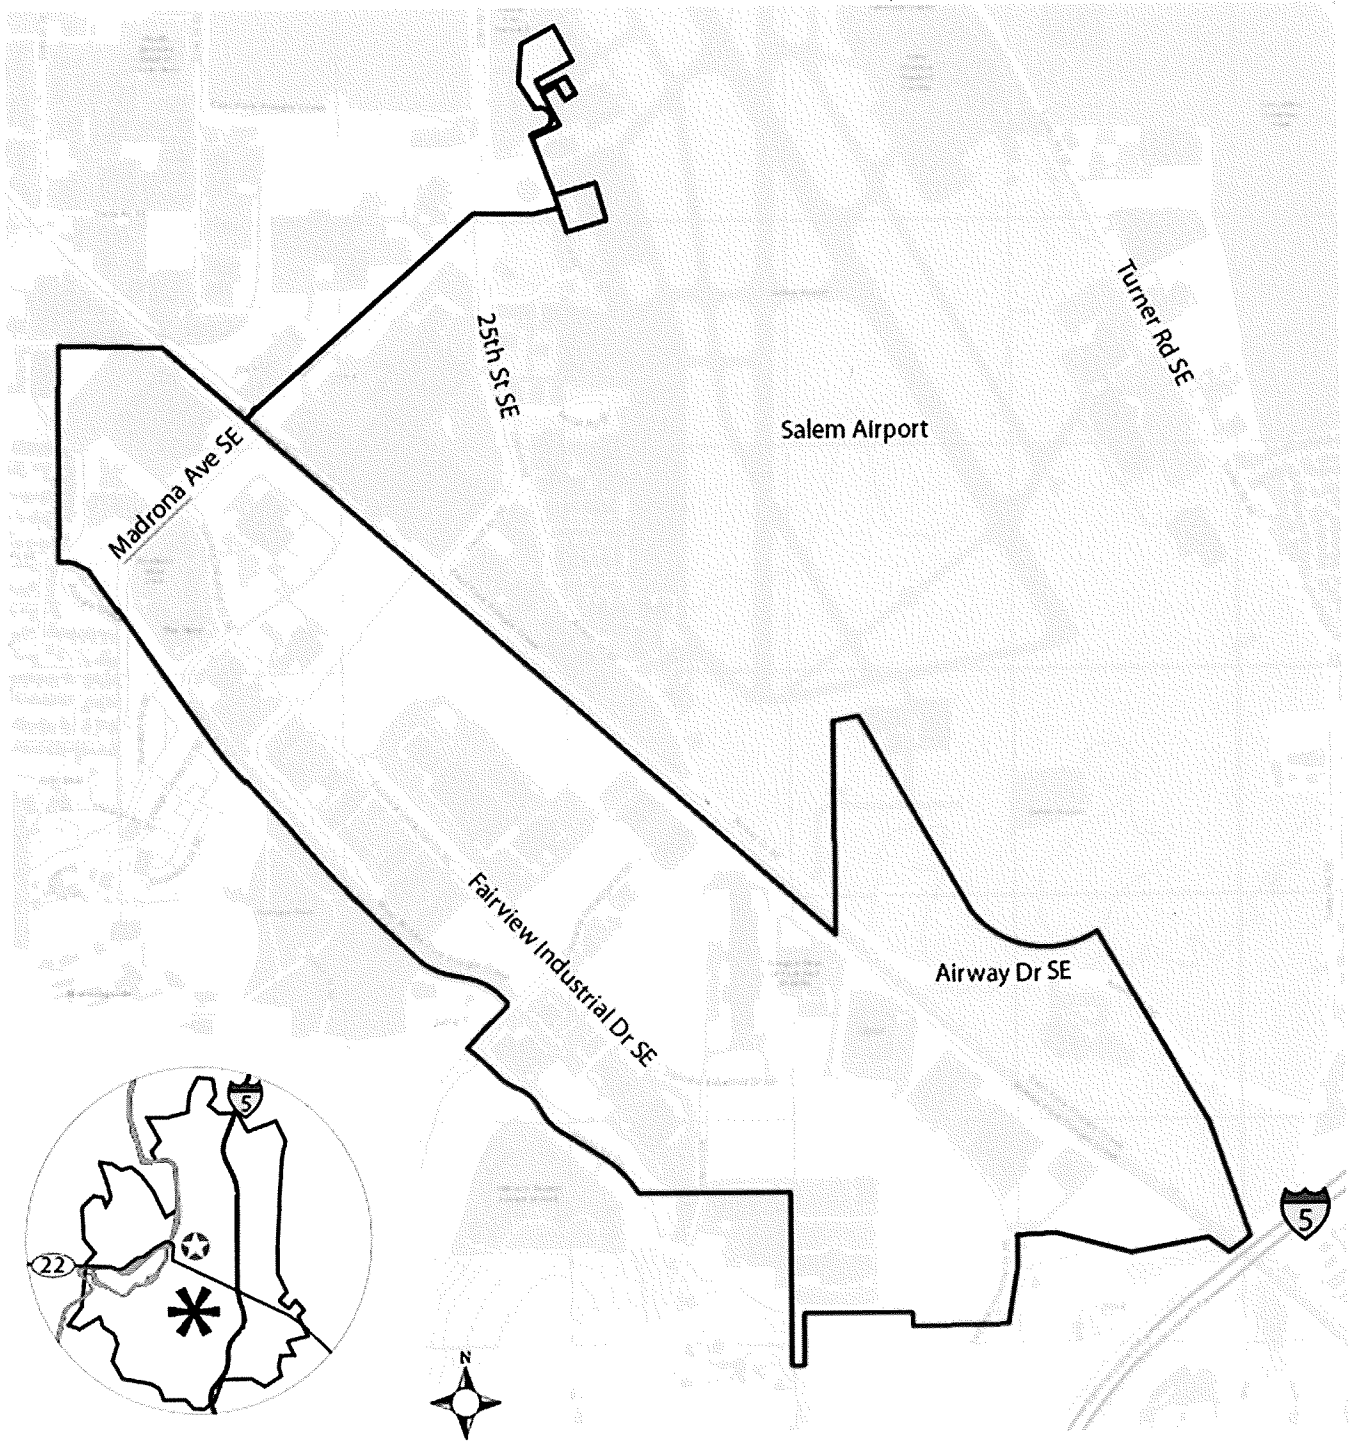 Turner Rd SE
25th St SE
Salem Airport
Madrona Ave SE
Fairview Industrial Dr SE
Airway Dr SE
5
5
22
N